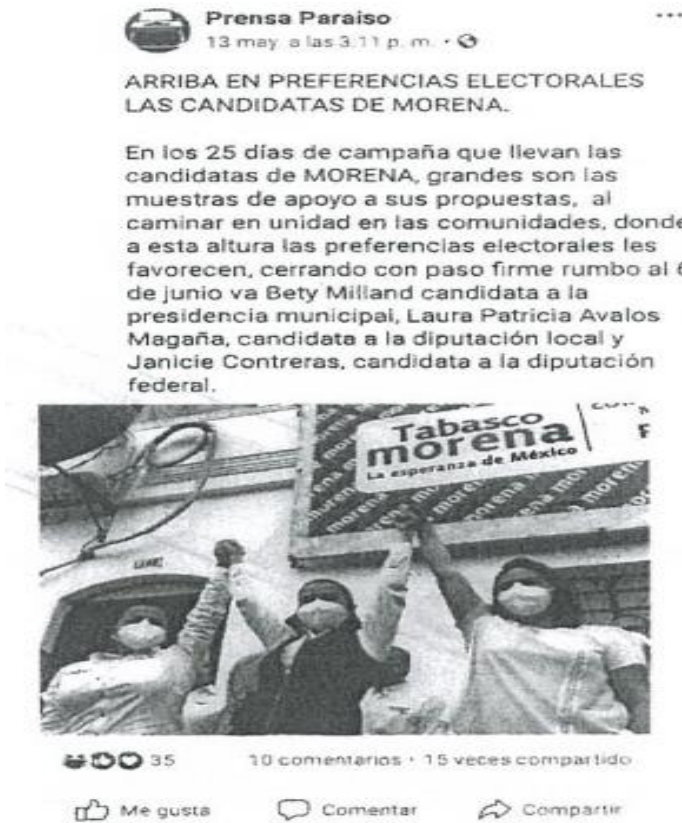 Prensa Paraiso
13 may. a las 3:11 p. m. ·
ARRIBA EN PREFERENCIAS ELECTORALES
LAS CANDIDATAS DE MORENA.
En los 25 días de campaña que llevan las
candidatas de MORENA, grandes son las
muestras de apoyo a sus propuestas, al
caminar en unidad en las comunidades, donde
a esta altura las preferencias electorales les
favorecen, cerrando con paso firme rumbo al 6
de junio va Bety Milland candidata a la
presidencia municipal, Laura Patricia Avalos
Magaña, candidata a la diputación local y
Janicie Contreras, candidata a la diputación
federal.
Tabasco
morena
La esperanza de México
35 10 comentarios · 15 veces compartido
Me gusta Comentar Compartir